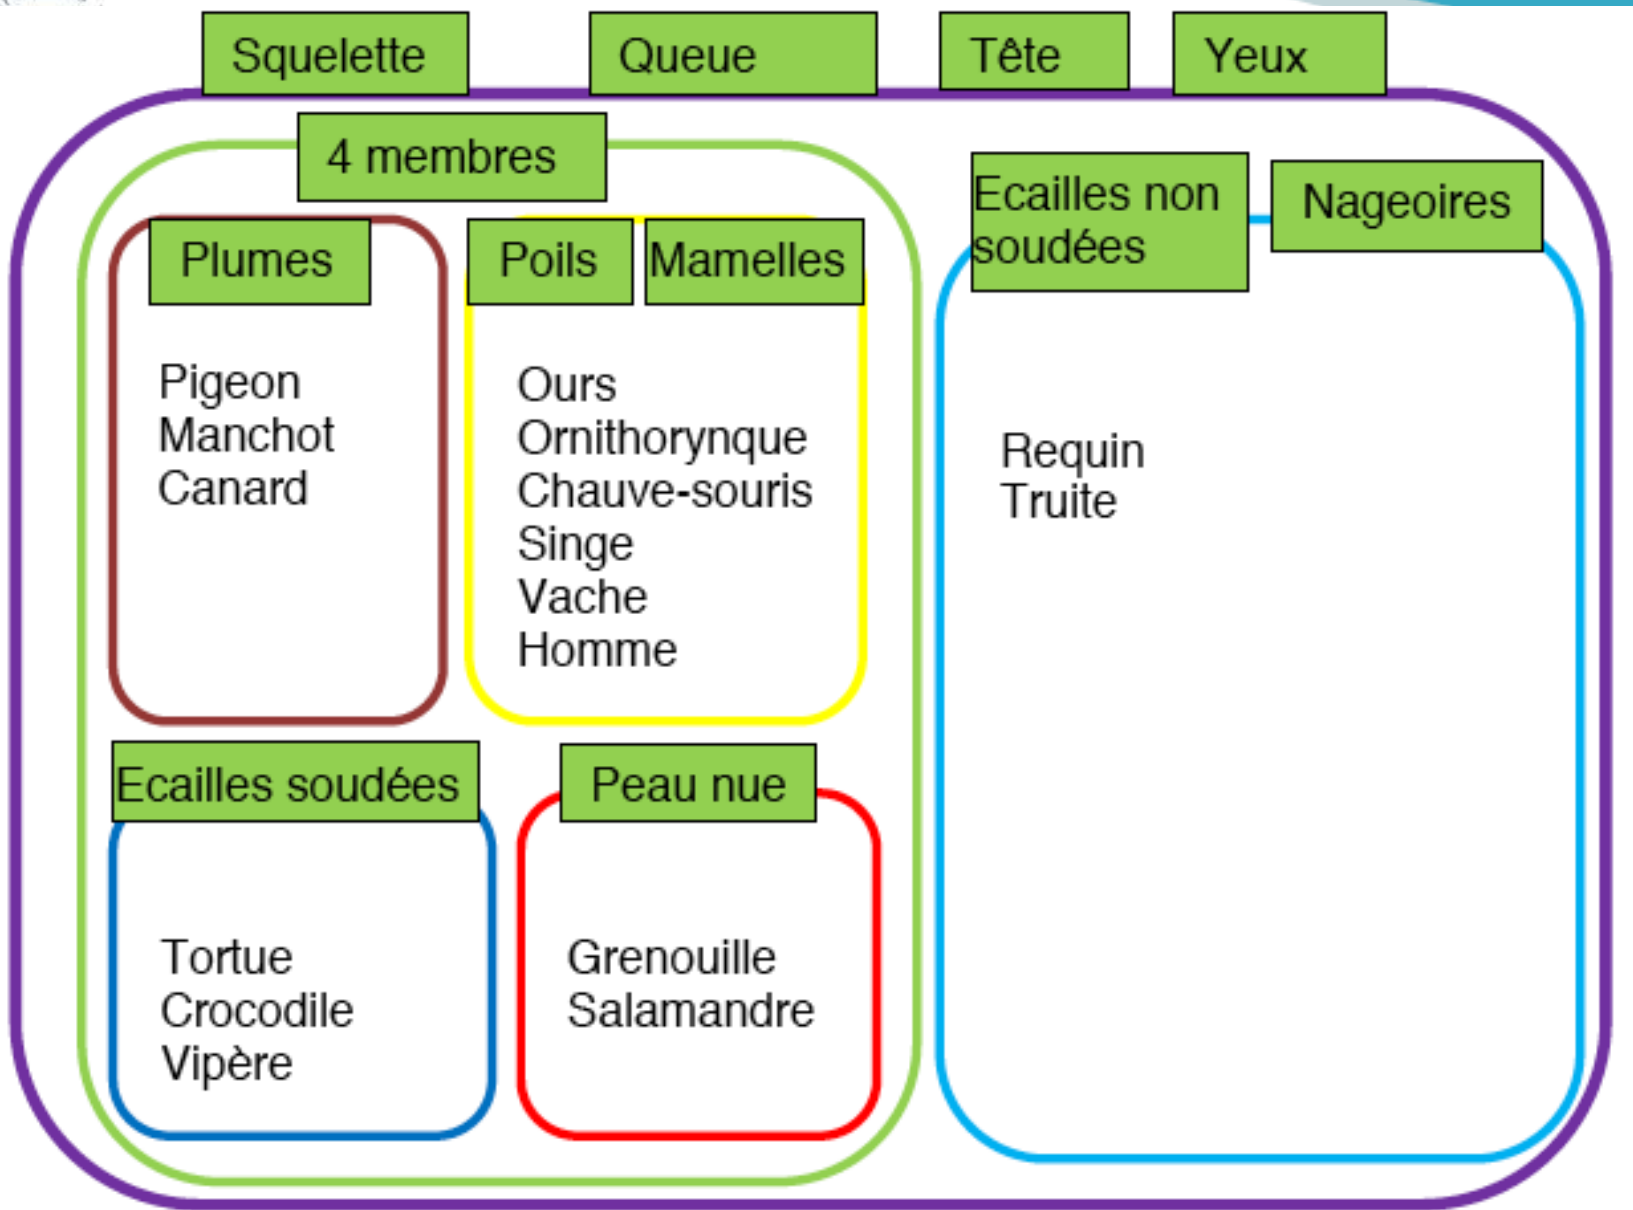 Squelette
Queue
Tête
Yeux
4 membres
Plumes
Poils
Mamelles
Pigeon
Manchot
Canard
Ours
Ornithorynque
Chauve-souris
Singe
Vache
Homme
Ecailles soudées
Tortue
Crocodile
Vipère
Peau nue
Grenouille
Salamandre
Ecailles non
soudées
Nageoires
Requin
Truite